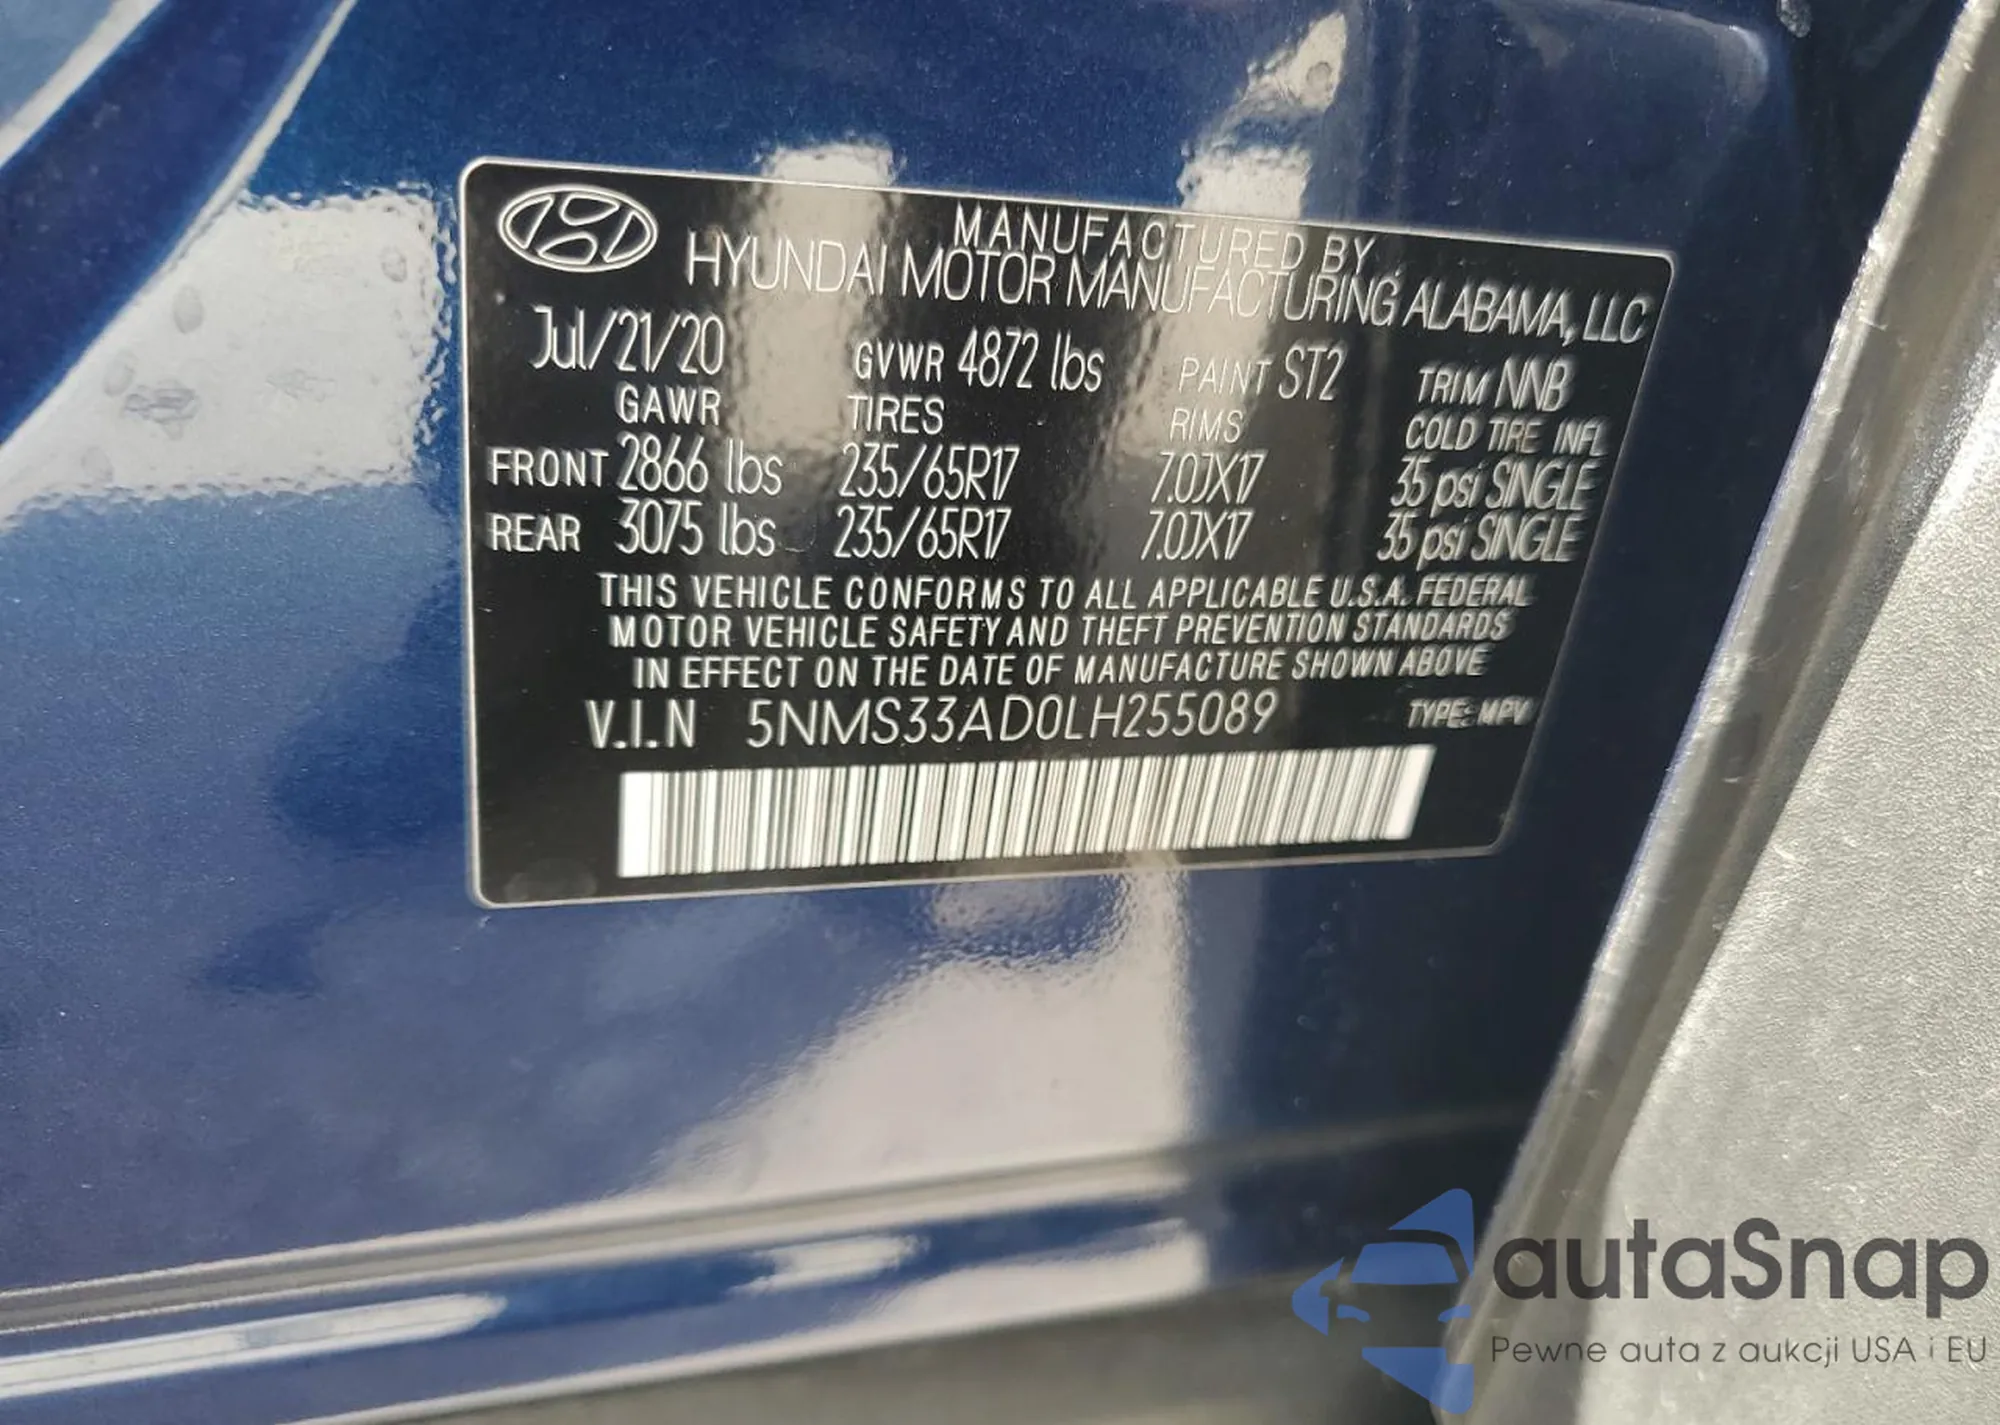 MANUFACTURED BY
HYUNDAI MOTOR MANUFACTURING ALABAMA, LLC
Jul/21/20 GVWR 4872 lbs PAINT ST2 TRIM NNB
GAWR TIRES RIMS COLD TIRE INFL
FRONT 2866 lbs 235/65R17 7.0JX17 35 psi SINGLE
REAR 3075 lbs 235/65R17 7.0JX17 35 psi SINGLE
THIS VEHICLE CONFORMS TO ALL APPLICABLE U.S.A. FEDERAL
MOTOR VEHICLE SAFETY AND THEFT PREVENTION STANDARDS
IN EFFECT ON THE DATE OF MANUFACTURE SHOWN ABOVE
V.I.N 5NMS33AD0LH255089 TYPE: MPV
autaSnap
Pewne auta z aukcji USA i EU